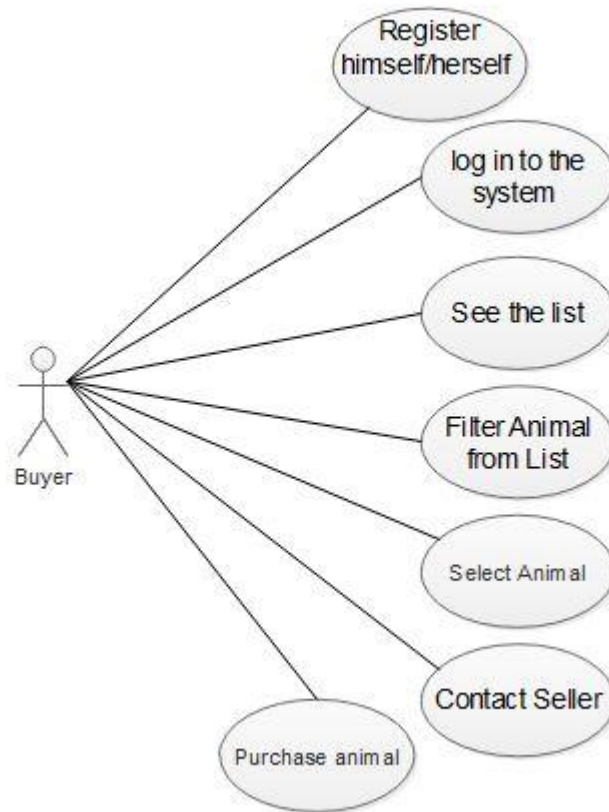 Register
himself/herself
log in to the
system
See the list
Filter Animal
from List
Buyer
Select Animal
Contact Seller
Purchase animal